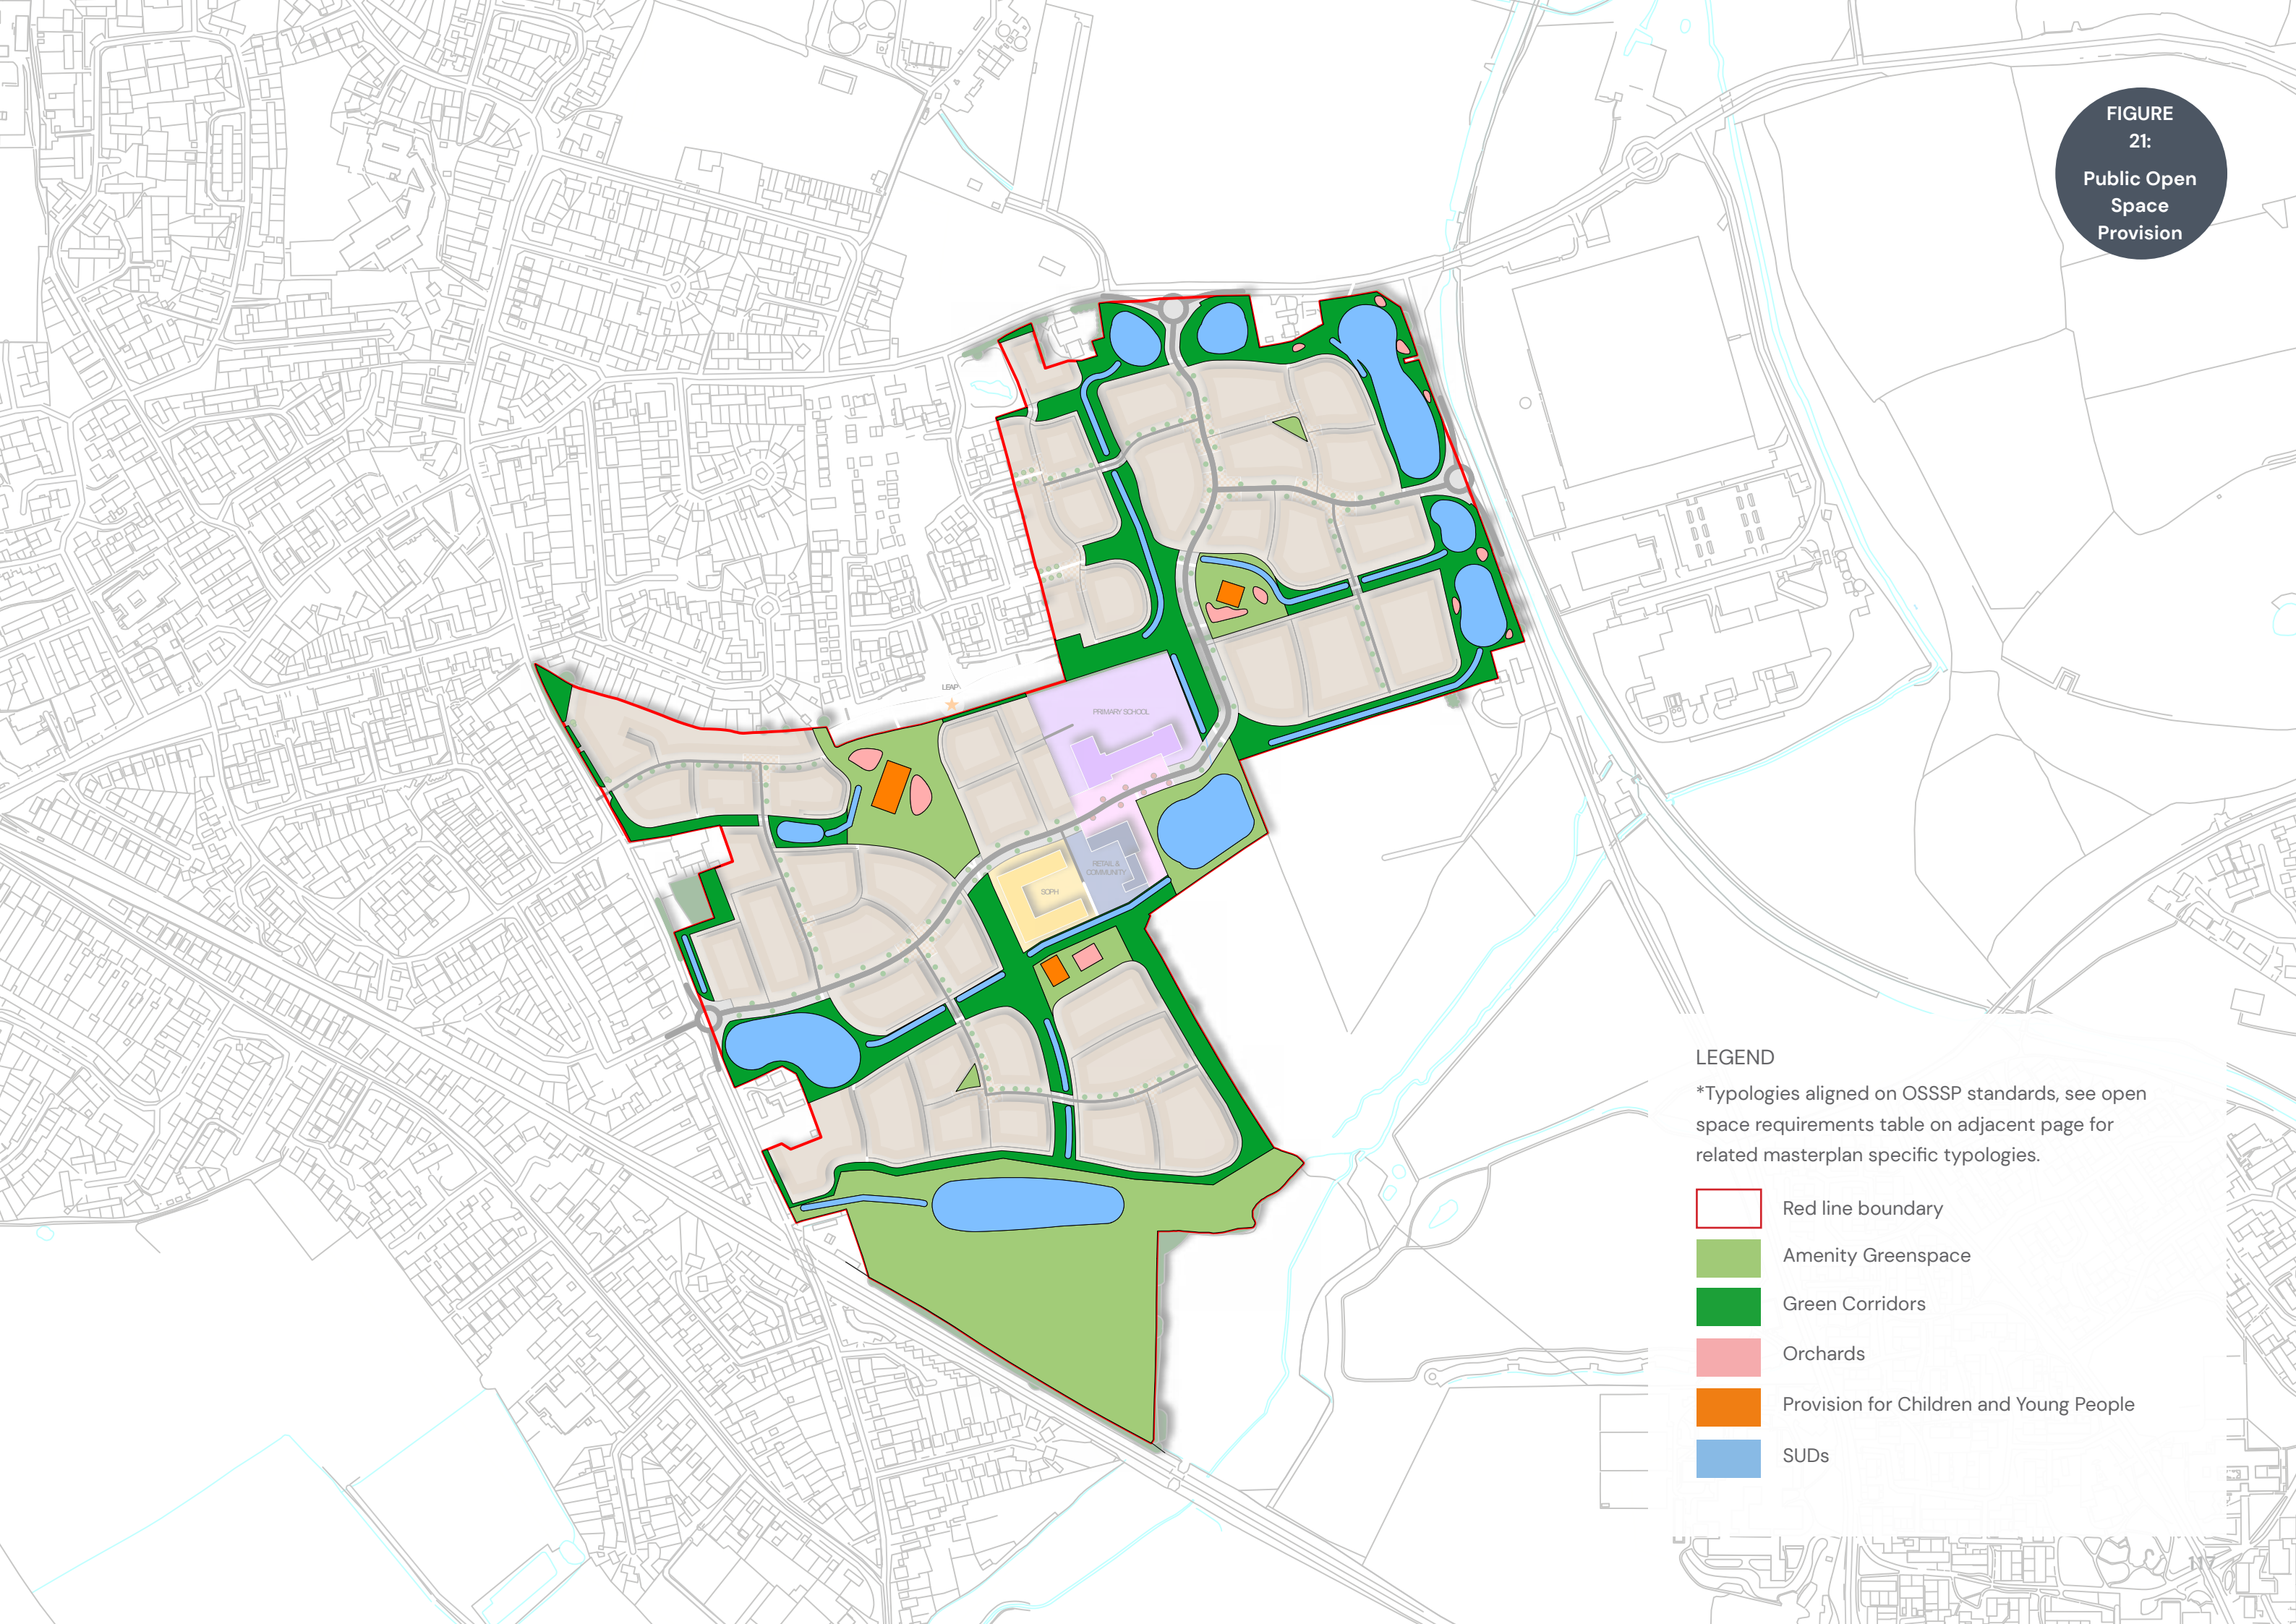 FIGURE
21:
Public Open
Space
Provision
LEAP
PRIMARY SCHOOL
RETAIL &
COMMUNITY
SOPH
LEGEND
*Typologies aligned on OSSSP standards, see open
space requirements table on adjacent page for
related masterplan specific typologies.
Red line boundary
Amenity Greenspace
Green Corridors
Orchards
Provision for Children and Young People
SUDs
117